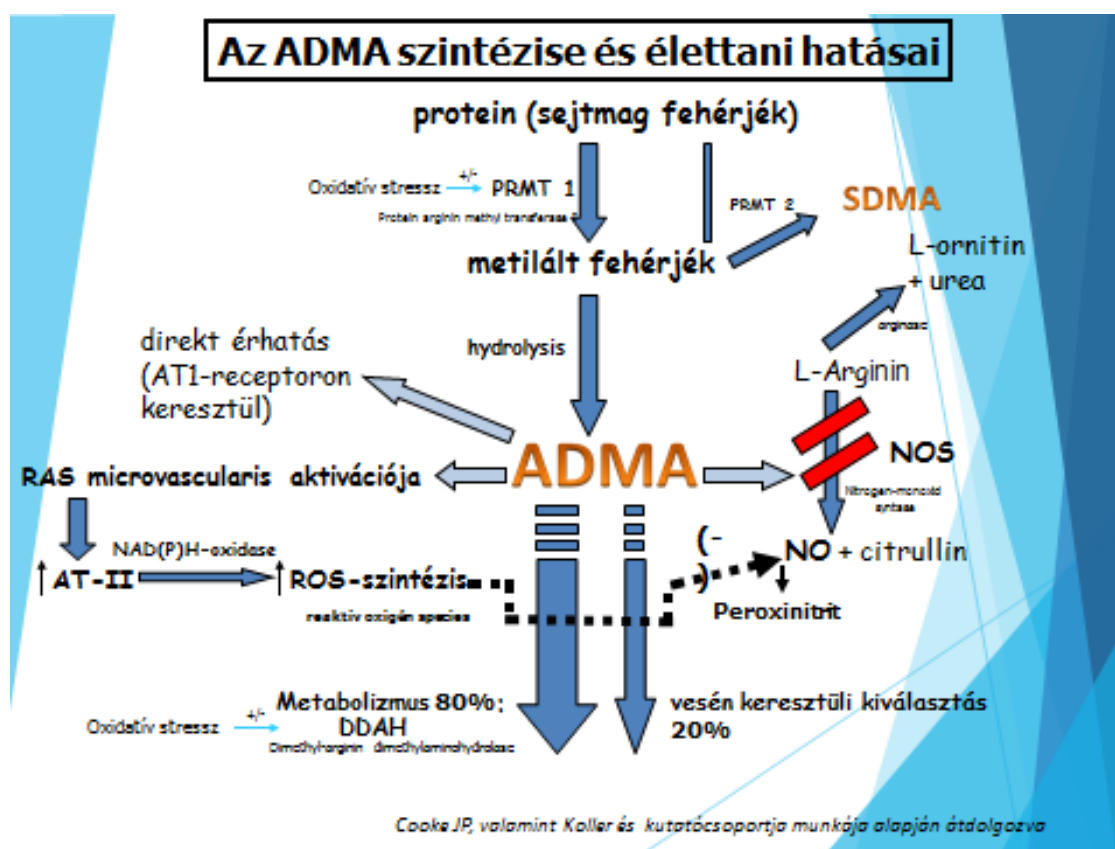 Az ADMA szintézise és élettani hatásai
protein (sejtmag fehérjék)
Oxidatív stressz
+/-
PRMT 1
Protein arginin methyl transferase
PRMT 2
SDMA
metilált fehérjék
L-ornitin
+ urea
arginase
hydrolysis
direkt érhatás
(AT1-receptoron
keresztül)
L-Arginin
ADMA
NOS
Nitrogen-monoxid
RAS microvascularis aktivációja
NAD(P)H-oxidase
AT-II
ROS-szintézis
reaktiv oxigén species
(-
)
NO + citrullin
Peroxinitrit
Metabolizmus 80%:
DDAH
Dimethyl-arginin dimethylaminohydrolase
Oxidatív stressz
+/-
vesén keresztüli kiválasztás
20%
Cooke JP, valamint Koller és kutatócsoportja munkája alapján átdolgozva